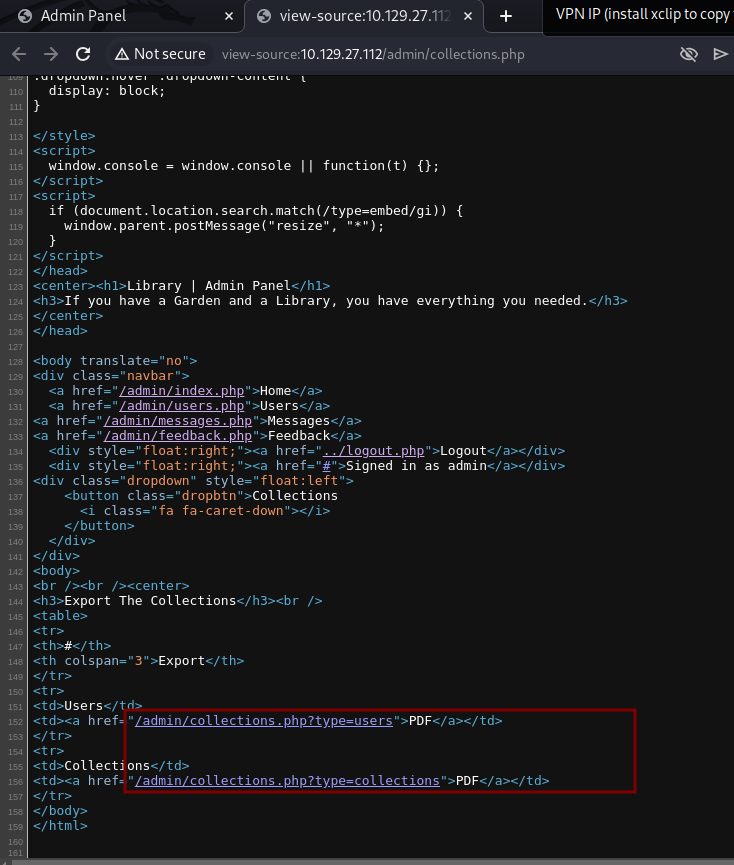 Admin Panel
view-source:10.129.27.112
VPN IP (install xclip to copy
Not secure
view-source:10.129.27.112/admin/collections.php
109 .dropdown:hover .dropdown-content {
110 display: block;
111 }
112
113 </style>
114 <script>
115 window.console = window.console || function(t) {};
116 </script>
117 <script>
118 if (document.location.search.match(/type=embed/gi)) {
119 window.parent.postMessage("resize", "*");
120 }
121 </script>
122 </head>
123 <center><h1>Library | Admin Panel</h1>
124 <h3>If you have a Garden and a Library, you have everything you needed.</h3>
125 </center>
126 </head>
127
128 <body translate="no">
129 <div class="navbar">
130 <a href="/admin/index.php">Home</a>
131 <a href="/admin/users.php">Users</a>
132 <a href="/admin/messages.php">Messages</a>
133 <a href="/admin/feedback.php">Feedback</a>
134 <div style="float:right;"><a href="../logout.php">Logout</a></div>
135 <div style="float:right;"><a href="#">Signed in as admin</a></div>
136 <div class="dropdown" style="float:left">
137 <button class="dropbtn">Collections
138 <i class="fa fa-caret-down"></i>
139 </button>
140 </div>
141 </div>
142 <body>
143 <br /><br /><center>
144 <h3>Export The Collections</h3><br />
145 <table>
146 <tr>
147 <th>#</th>
148 <th colspan="3">Export</th>
149 </tr>
150 <tr>
151 <td>Users</td>
152 <td><a href="/admin/collections.php?type=users">PDF</a></td>
153 </tr>
154 <tr>
155 <td>Collections</td>
156 <td><a href="/admin/collections.php?type=collections">PDF</a></td>
157 </tr>
158 </body>
159 </html>
160
161